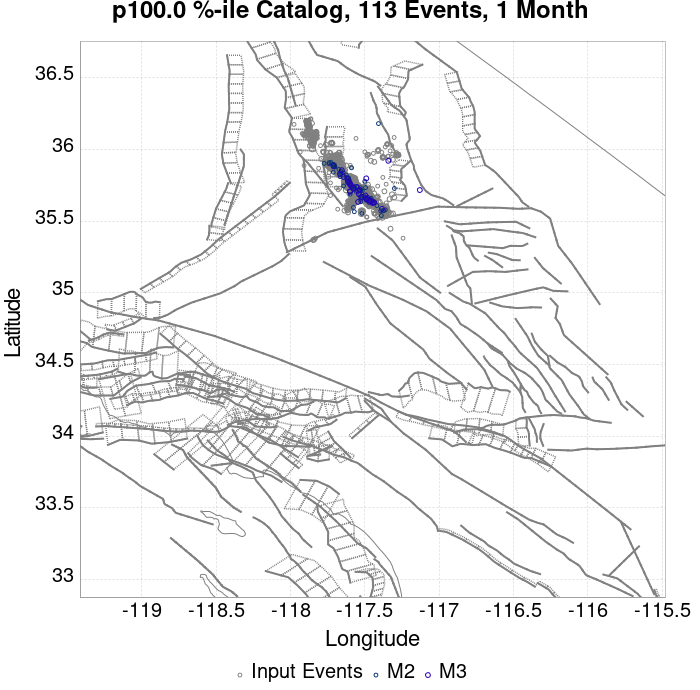 p100.0 %-ile Catalog, 113 Events, 1 Month
36.5
36
35.5
35
34.5
34
33.5
33
Latitude
-119 -118.5 -118 -117.5 -117 -116.5 -116 -115.5
Longitude
Input Events M2 M3